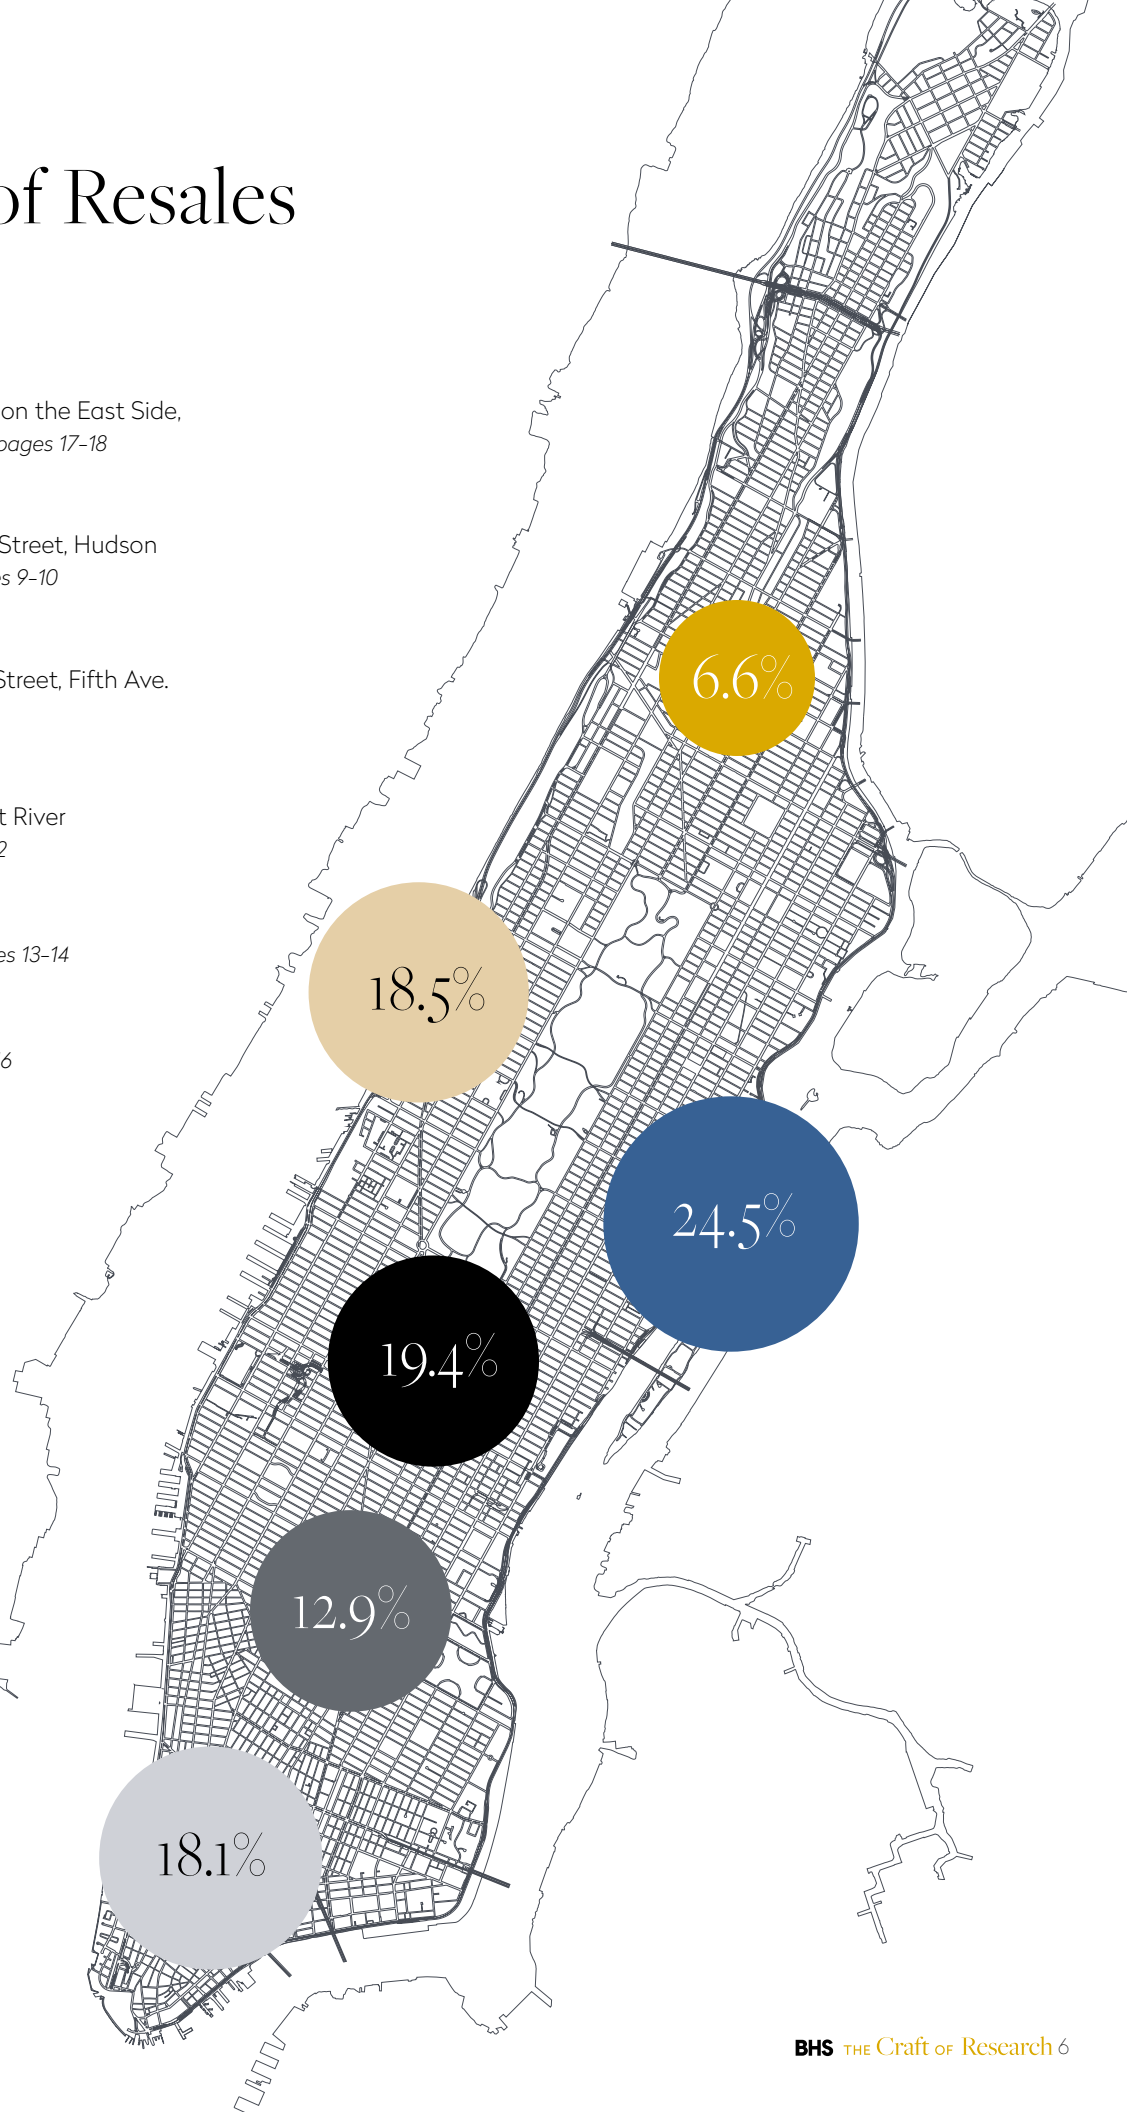 of Resales
on the East Side,
pages 17-18
Street, Hudson
es 9-10
Street, Fifth Ave.
t River
2
es 13-14
6
6.6%
18.5%
24.5%
19.4%
12.9%
18.1%
BHS THE Craft OF Research 6